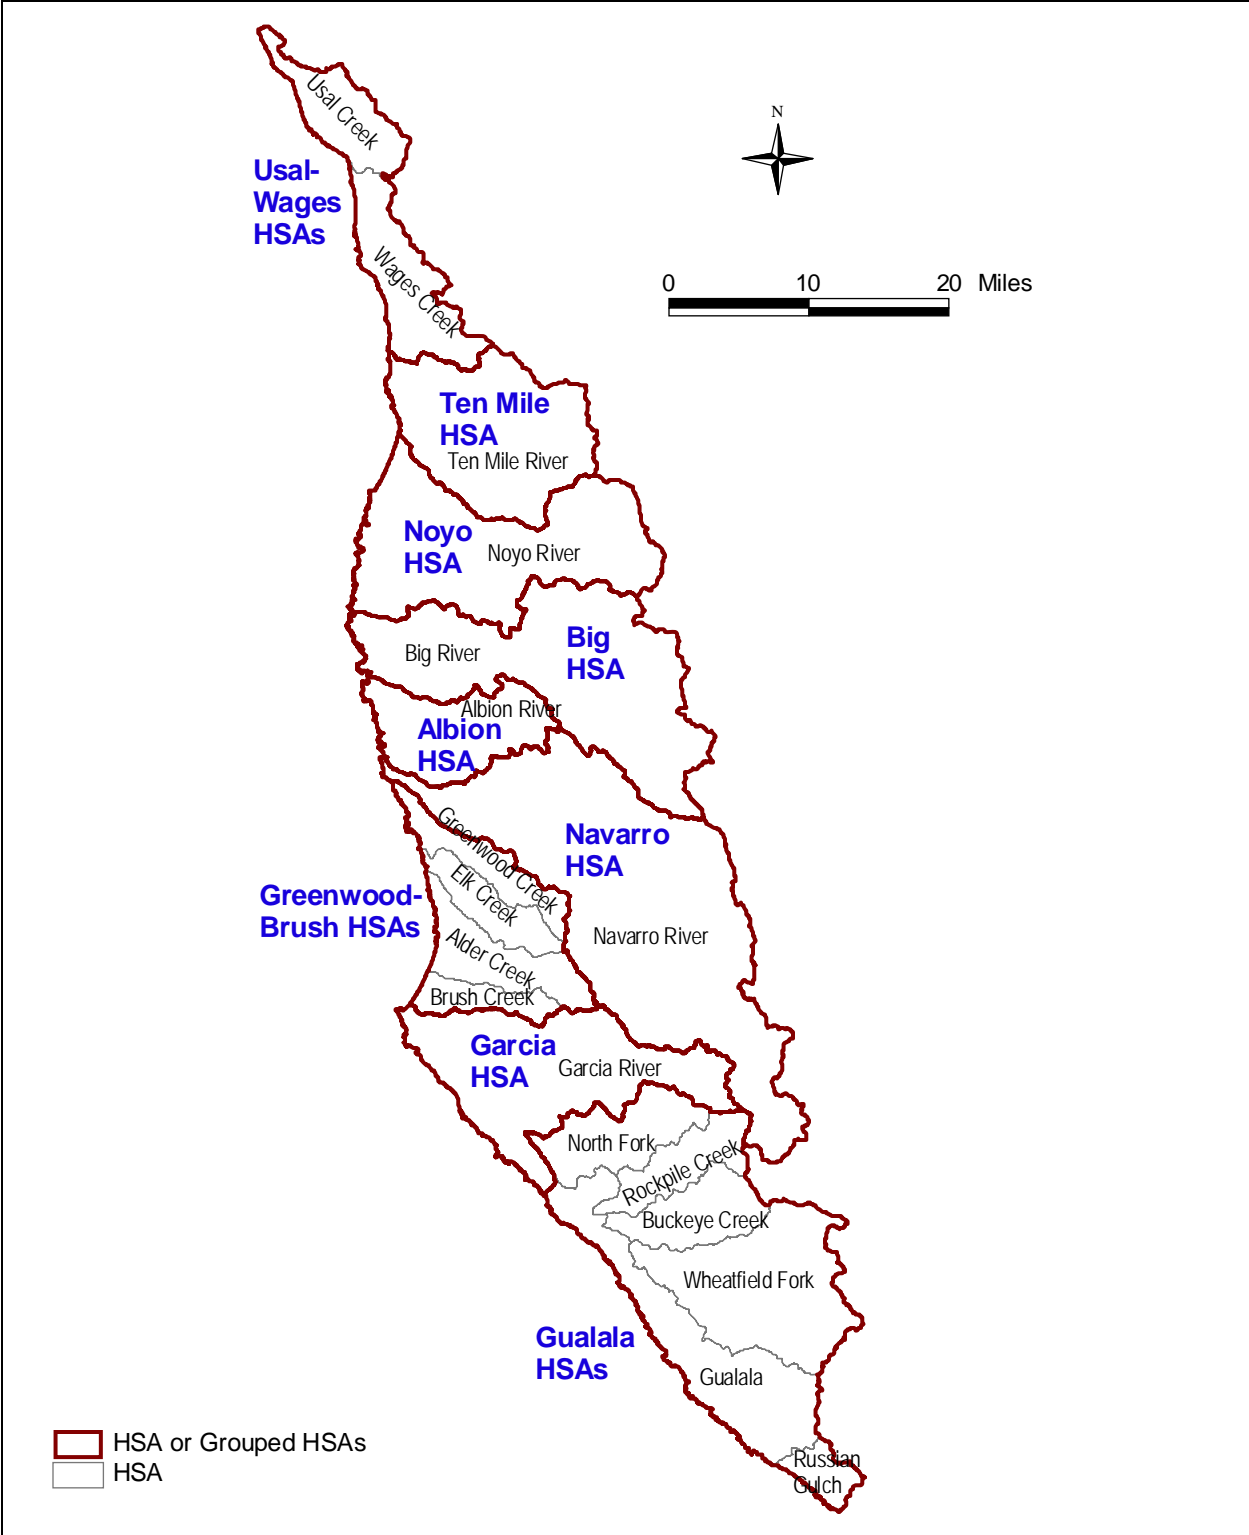 Usal Creek
N
Usal-
Wages
HSAs
Wages Creek
0 10 20 Miles
Ten Mile
HSA
Ten Mile River
Noyo
HSA
Noyo River
Big
HSA
Big River
Albion River
Albion
HSA
Greenwood Creek
Navarro
HSA
Elk Creek
Greenwood-
Brush HSAs
Navarro River
Alder Creek
Brush Creek
Garcia
HSA
Garcia River
North Fork
Rockpile Creek
Buckeye Creek
Wheatfield Fork
Gualala
HSAs
Gualala
HSA or Grouped HSAs
HSA
Russian
Gulch